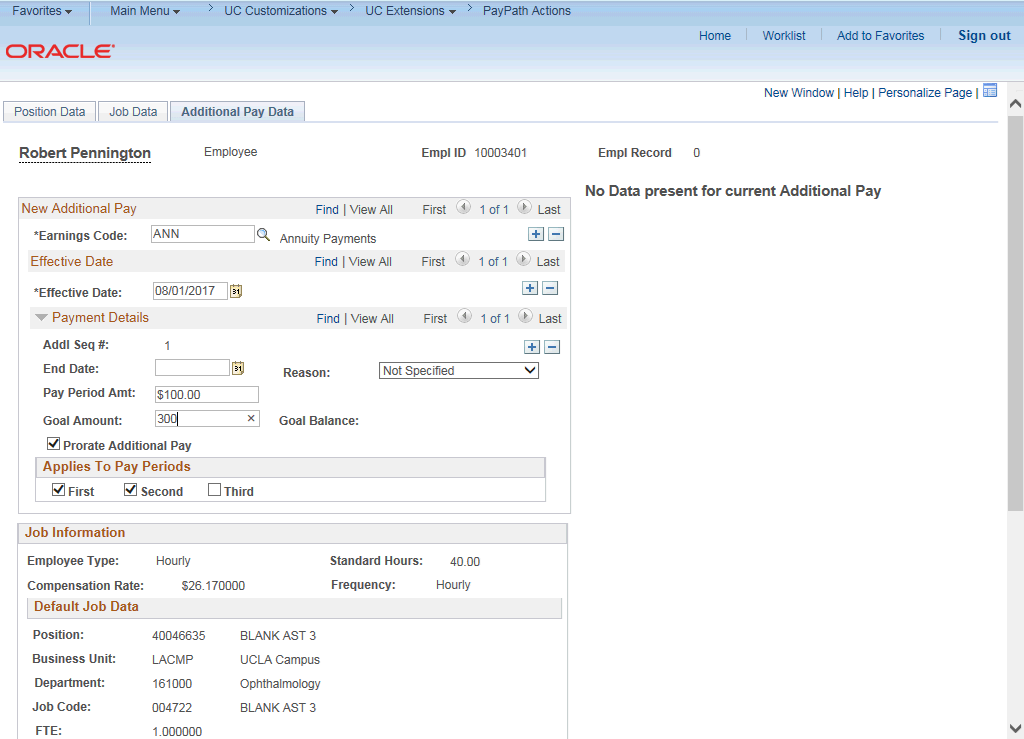 Favorites Main Menu > UC Customizations > UC Extensions > PayPath Actions
Home Worklist Add to Favorites Sign out
ORACLE
New Window | Help | Personalize Page |
Position Data Job Data Additional Pay Data
Robert Pennington Employee Empl ID 10003401 Empl Record 0
No Data present for current Additional Pay
New Additional Pay Find | View All First 1 of 1 Last
*Earnings Code: ANN Annuity Payments
Effective Date Find | View All First 1 of 1 Last
*Effective Date: 08/01/2017 31
Payment Details Find | View All First 1 of 1 Last
Addl Seq #: 1
End Date: 31 Reason: Not Specified
Pay Period Amt: $100.00
Goal Amount: 300 × Goal Balance:
Prorate Additional Pay
Applies To Pay Periods
First Second Third
Job Information
Employee Type: Hourly Standard Hours: 40.00
Compensation Rate: $26.170000 Frequency: Hourly
Default Job Data
Position: 40046635 BLANK AST 3
Business Unit: LACMP UCLA Campus
Department: 161000 Ophthalmology
Job Code: 004722 BLANK AST 3
FTE: 1.000000